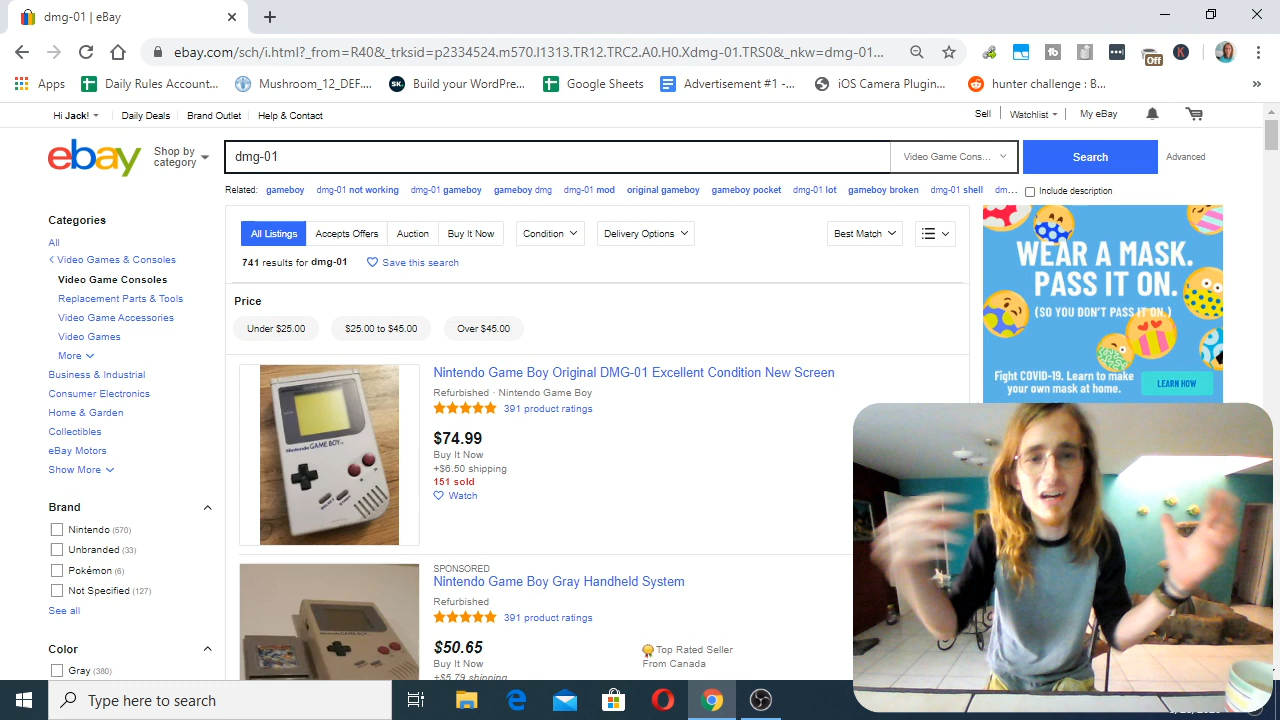 dmg-01 | eBay
ebay.com/sch/i.html?_from=R40&_trksid=p2334524.m570.l1313.TR12.TRC2.A0.H0.Xdmg-01.TRS0&_nkw=dmg-01...
Apps Daily Rules Account... Mushroom_12_DEF... Build your WordPress... Google Sheets Advertisement #1 -... iOS Camera Plugin... hunter challenge : B... »
Hi Jack! Daily Deals Brand Outlet Help & Contact Sell Watchlist My eBay
ebay Shop by category dmg-01 Video Game Cons... Search Advanced
Related: gameboy dmg-01 not working dmg-01 gameboy gameboy dmg dmg-01 mod original gameboy gameboy pocket dmg-01 lot gameboy broken dmg-01 shell dm... Include description
Categories
All
Video Games & Consoles
Video Game Consoles
Replacement Parts & Tools
Video Game Accessories
Video Games
More
Business & Industrial
Consumer Electronics
Home & Garden
Collectibles
eBay Motors
Show More
Brand
Nintendo (570)
Unbranded (33)
Pokémon (6)
Not Specified (127)
See all
Color
Gray (380)
All Listings Accepts Offers Auction Buy It Now Condition Delivery Options Best Match
741 results for dmg-01 Save this search
Price
Under $25.00 $25.00 to $45.00 Over $45.00
Nintendo Game Boy Original DMG-01 Excellent Condition New Screen
Refurbished · Nintendo Game Boy
391 product ratings
$74.99
Buy It Now
+$6.50 shipping
151 sold
Watch
Nintendo GAME BOY
SPONSORED
Nintendo Game Boy Gray Handheld System
Refurbished
391 product ratings
$50.65
Buy It Now
+$5.79 shipping
Top Rated Seller
From Canada
WEAR A MASK.
PASS IT ON.
(SO YOU DON'T PASS IT ON.)
Fight COVID-19. Learn to make
your own mask at home.
LEARN HOW
Off
K
Type here to search